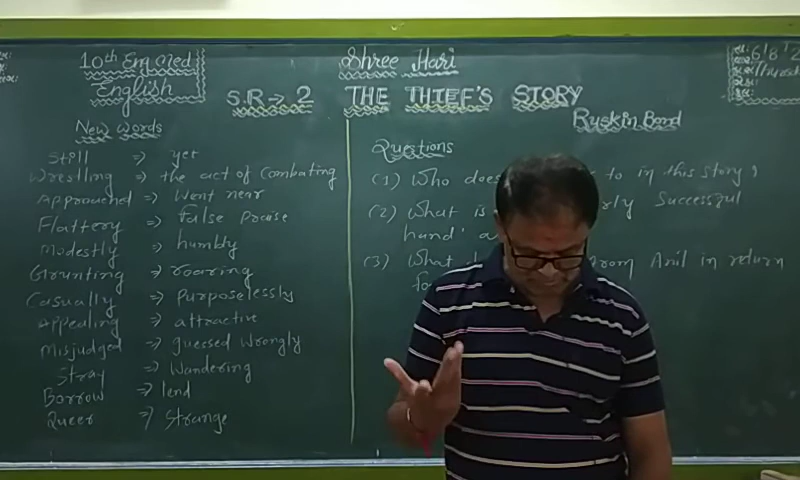 10th Eng Med
English
Shree Hari
S.R → 2 THE THIEF'S STORY
Ruskin Bond
New words
Still ⇒ yet
Wrestling ⇒ the act of Combating
Approached ⇒ Went near
Flattery ⇒ false praise
Modestly ⇒ humbly
Grunting ⇒ roaring
Casually ⇒ Purposelessly
Appealing ⇒ attractive
Misjudged ⇒ guessed wrongly
Stray ⇒ Wandering
Borrow ⇒ lend
Queer ⇒ Strange
Questions
(1) Who does to in this story?
(2) What is Successful
hand' a
(3) What from Anil in return
fo